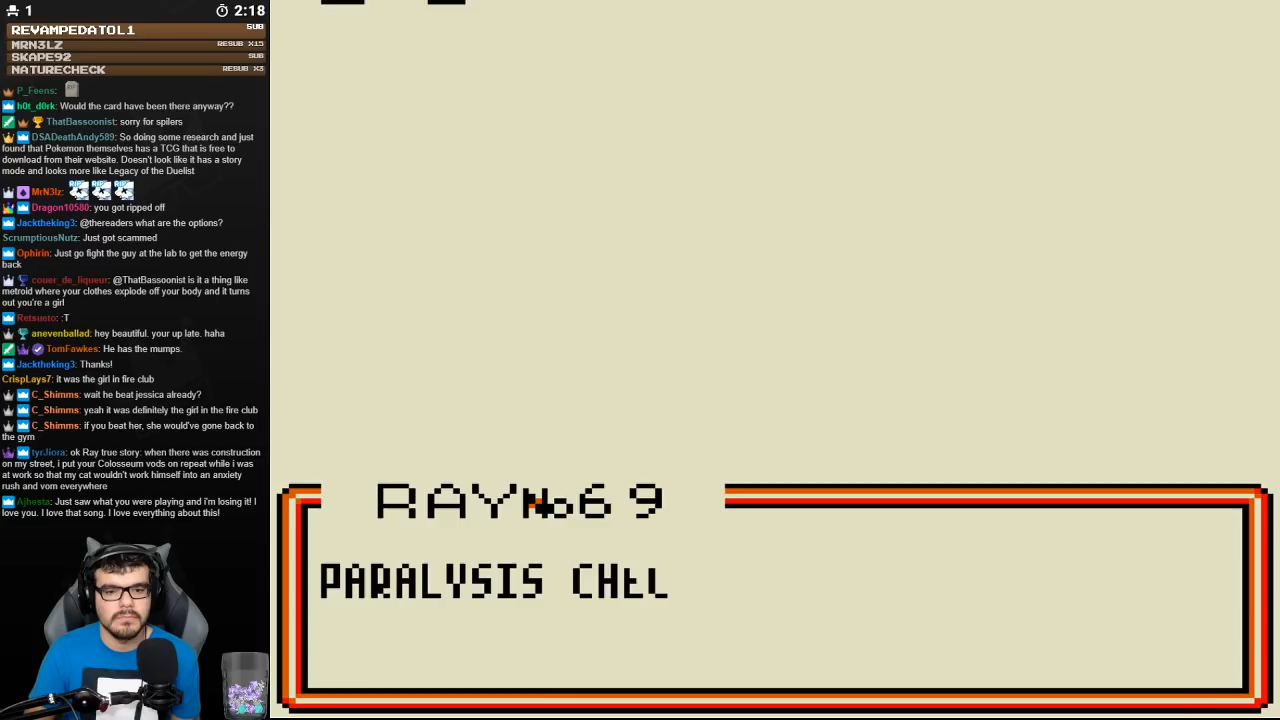 1
2:18
REVAMPEDATOL1 SUB
MRN3LZ RESUB X15
SKAPE92 SUB
NATURECHECK RESUB X3
P_Feens:
h0t_d0rk: Would the card have been there anyway??
ThatBassoonist: sorry for spilers
DSADeathAndy589: So doing some research and just
found that Pokemon themselves has a TCG that is free to
download from their website. Doesn't look like it has a story
mode and looks more like Legacy of the Duelist
MrN3lz:
Dragon10580: you got ripped off
Jacktheking3: @thereaders what are the options?
ScrumptiousNutz: Just got scammed
Ophirin: Just go fight the guy at the lab to get the energy
back
couer_de_liqueur: @ThatBassoonist is it a thing like
metroid where your clothes explode off your body and it turns
out you're a girl
Retsueto: :T
anevenballad: hey beautiful. your up late. haha
TomFawkes: He has the mumps.
Jacktheking3: Thanks!
CrispLays7: it was the girl in fire club
C_Shimms: wait he beat jessica already?
C_Shimms: yeah it was definitely the girl in the fire club
C_Shimms: if you beat her, she would've gone back to
the gym
tyrJiora: ok Ray true story: when there was construction
on my street, i put your Colosseum vods on repeat while i was
at work so that my cat wouldn't work himself into an anxiety
rush and vom everywhere
Ajhesta: Just saw what you were playing and i'm losing it! I
love you. I love that song. I love everything about this!
RAY№69
PARALYSIS